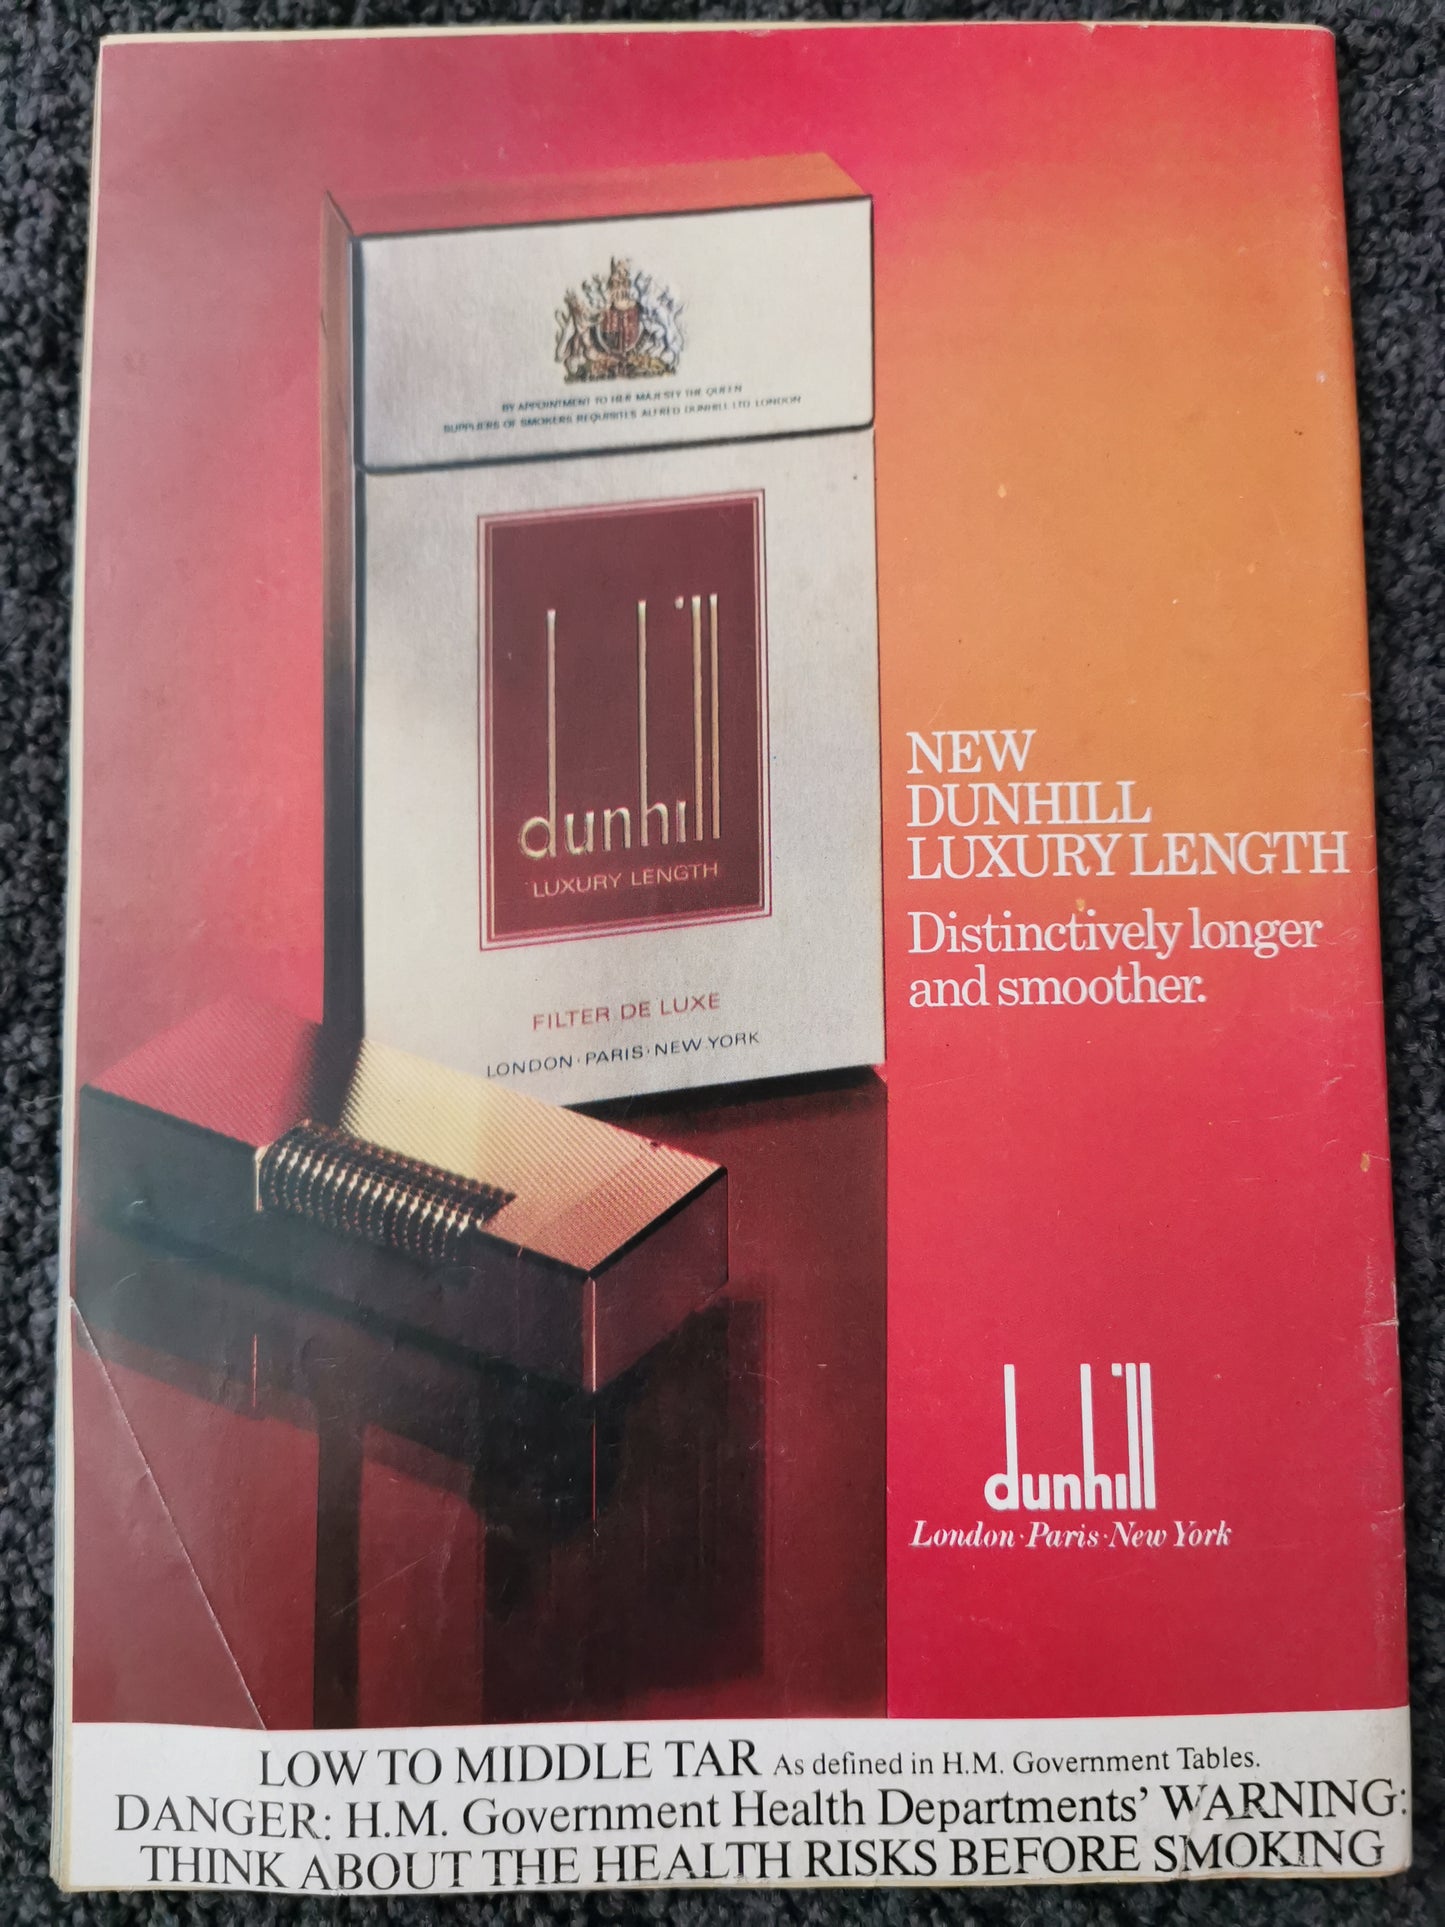 BY APPOINTMENT TO HER MAJESTY THE QUEEN
SUPPLIERS OF SMOKERS REQUISITES ALFRED DUNHILL LTD LONDON
dunhill
LUXURY LENGTH
FILTER DE LUXE
LONDON·PARIS·NEW YORK
NEW
DUNHILL
LUXURY LENGTH
Distinctively longer
and smoother.
dunhill
London·Paris·New York
LOW TO MIDDLE TAR As defined in H.M. Government Tables.
DANGER: H.M. Government Health Departments' WARNING:
THINK ABOUT THE HEALTH RISKS BEFORE SMOKING